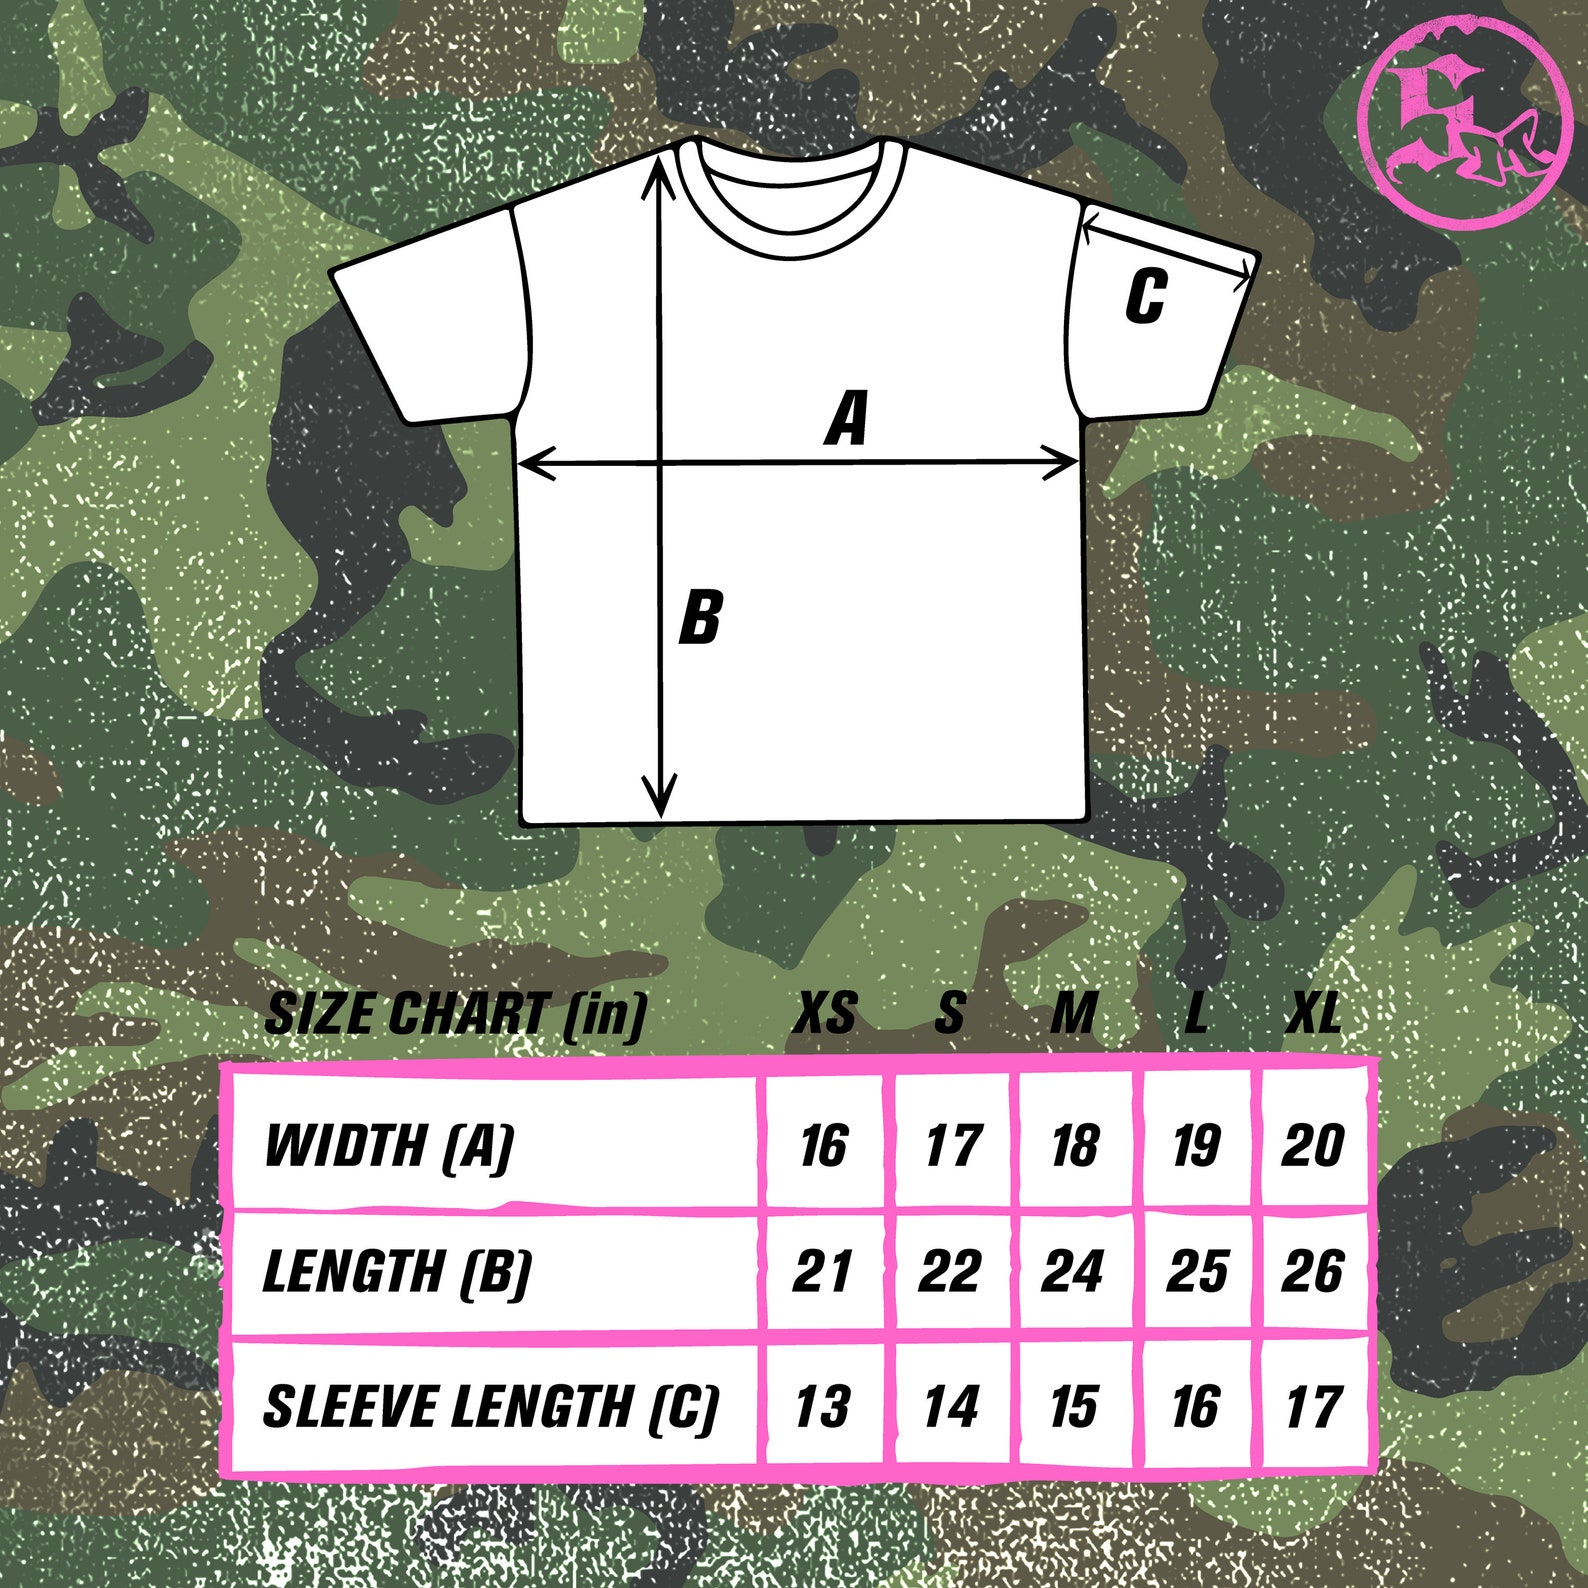 C
A
B
SIZE CHART (in) XS S M L XL
WIDTH (A) 16 17 18 19 20
LENGTH (B) 21 22 24 25 26
SLEEVE LENGTH (C) 13 14 15 16 17